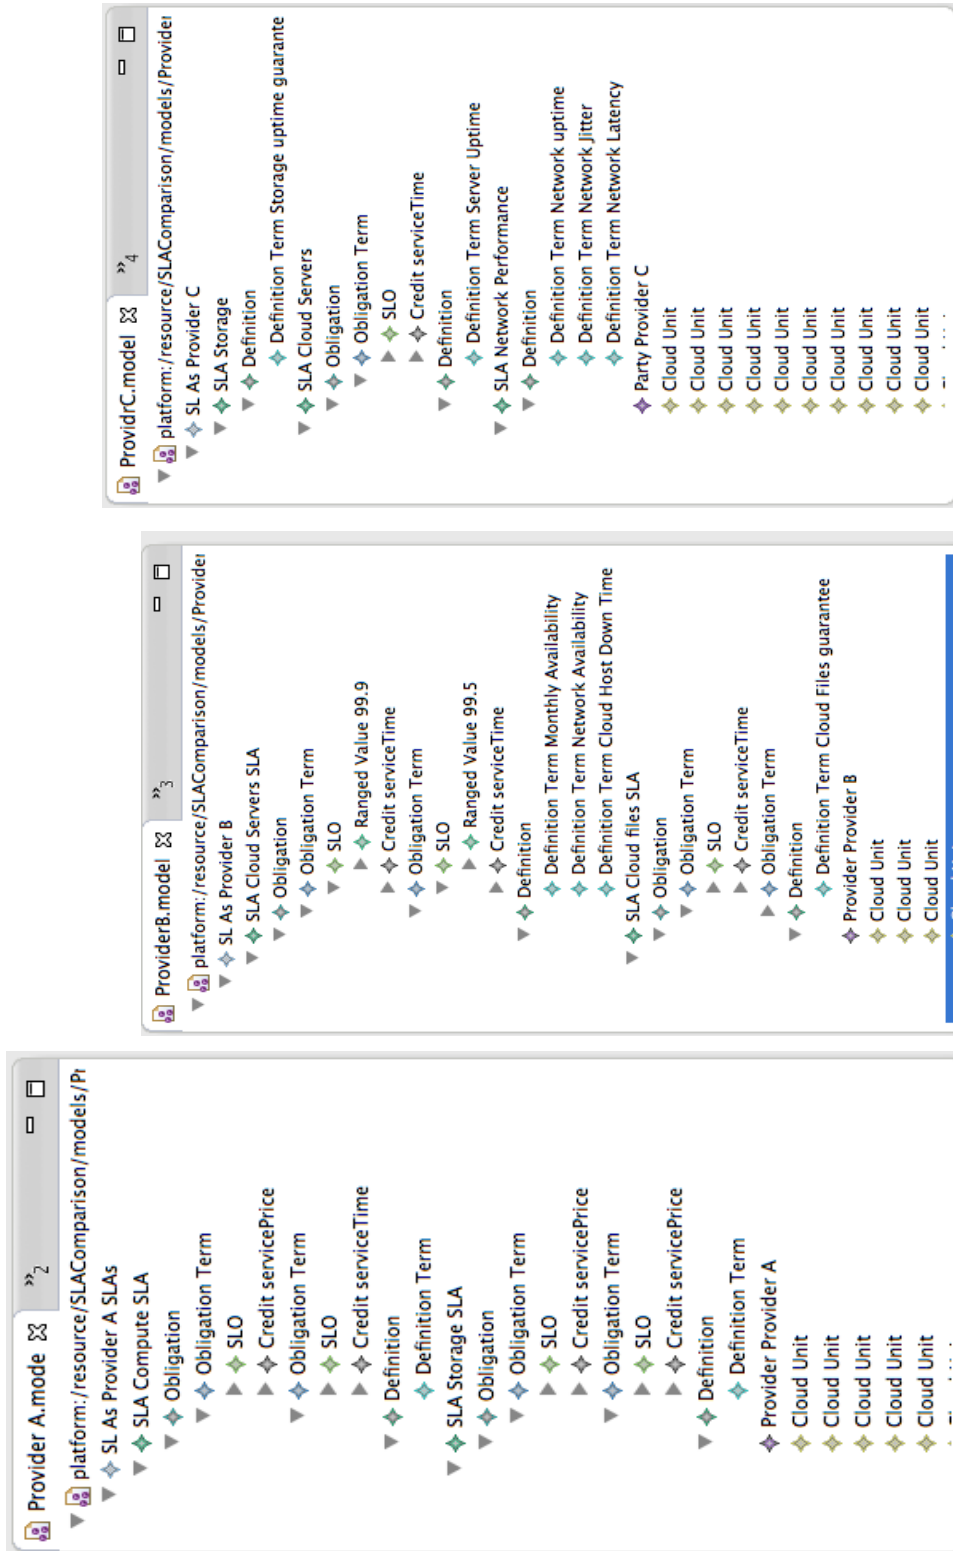 Provider A.mode
»2
platform:/resource/SLAComparison/models/Pr
SL As Provider A SLAs
SLA Compute SLA
Obligation
Obligation Term
SLO
Credit servicePrice
Obligation Term
SLO
Credit serviceTime
Definition
Definition Term
SLA Storage SLA
Obligation
Obligation Term
SLO
Credit servicePrice
Obligation Term
SLO
Credit servicePrice
Definition
Definition Term
Provider Provider A
Cloud Unit
Cloud Unit
Cloud Unit
Cloud Unit
Cloud Unit
ProviderB.model
»3
platform:/resource/SLAComparison/models/Provider
SL As Provider B
SLA Cloud Servers SLA
Obligation
Obligation Term
SLO
Ranged Value 99.9
Credit serviceTime
Obligation Term
SLO
Ranged Value 99.5
Credit serviceTime
Definition
Definition Term Monthly Availability
Definition Term Network Availability
Definition Term Cloud Host Down Time
SLA Cloud files SLA
Obligation
Obligation Term
SLO
Credit serviceTime
Obligation Term
Definition
Definition Term Cloud Files guarantee
Provider Provider B
Cloud Unit
Cloud Unit
Cloud Unit
ProvidrC.model
»4
platform:/resource/SLAComparison/models/Provider
SL As Provider C
SLA Storage
Definition
Definition Term Storage uptime guarante
SLA Cloud Servers
Obligation
Obligation Term
SLO
Credit serviceTime
Definition
Definition Term Server Uptime
SLA Network Performance
Definition
Definition Term Network uptime
Definition Term Network Jitter
Definition Term Network Latency
Party Provider C
Cloud Unit
Cloud Unit
Cloud Unit
Cloud Unit
Cloud Unit
Cloud Unit
Cloud Unit
Cloud Unit
Cloud Unit
Cloud Unit